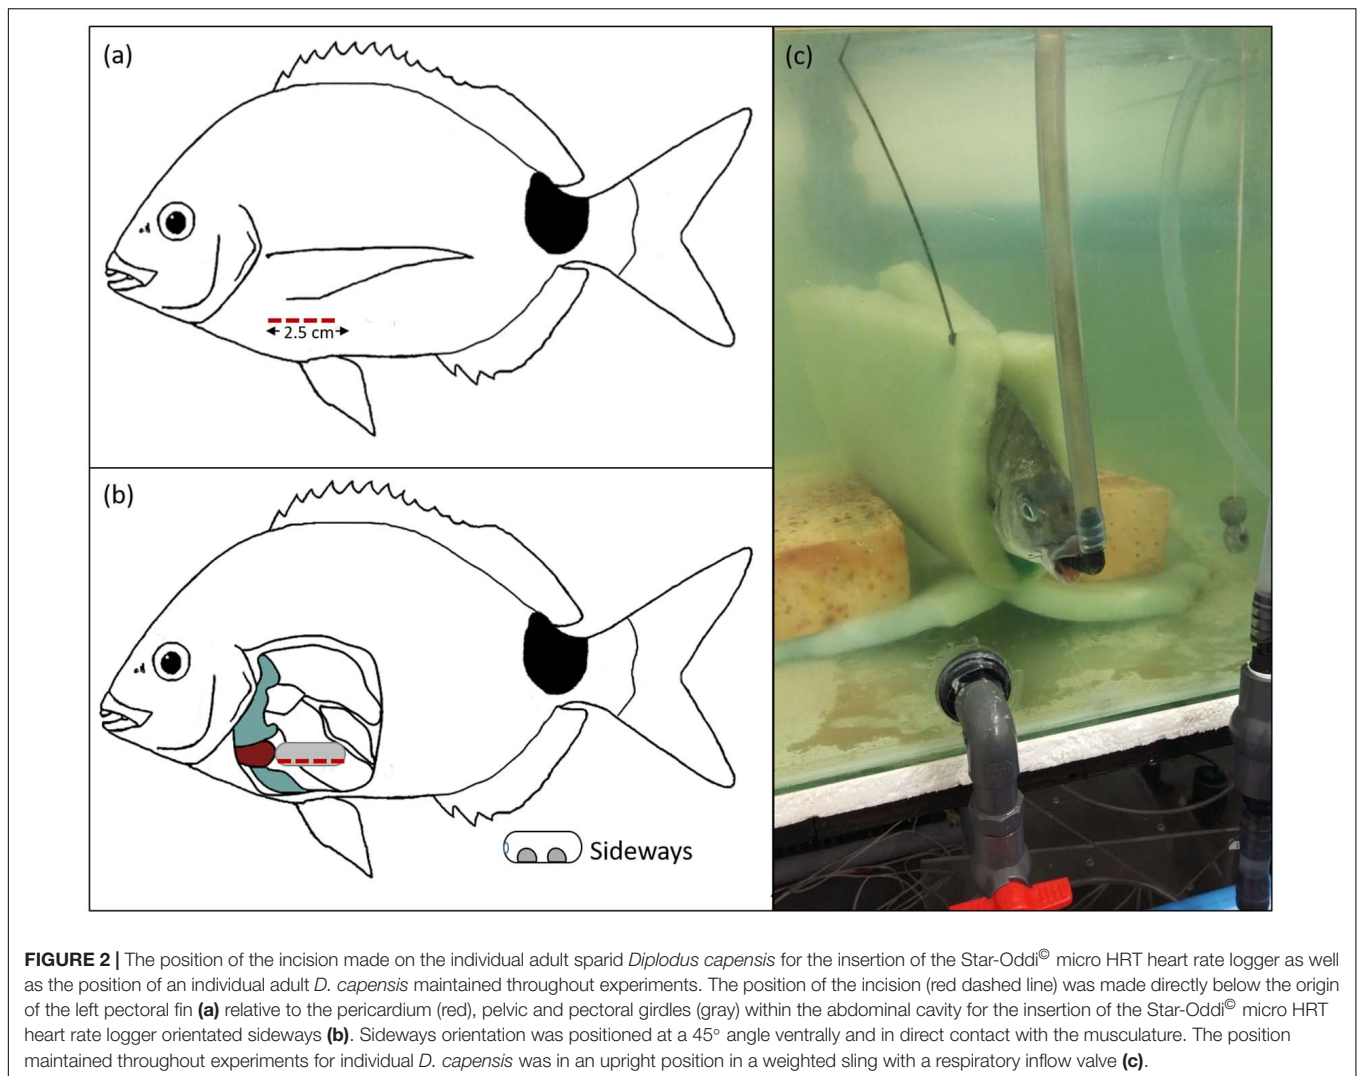 (a)
2.5 cm
(b)
Sideways
(c)
FIGURE 2 | The position of the incision made on the individual adult sparid Diplodus capensis for the insertion of the Star-Oddi© micro HRT heart rate logger as well
as the position of an individual adult D. capensis maintained throughout experiments. The position of the incision (red dashed line) was made directly below the origin
of the left pectoral fin (a) relative to the pericardium (red), pelvic and pectoral girdles (gray) within the abdominal cavity for the insertion of the Star-Oddi© micro HRT
heart rate logger orientated sideways (b). Sideways orientation was positioned at a 45° angle ventrally and in direct contact with the musculature. The position
maintained throughout experiments for individual D. capensis was in an upright position in a weighted sling with a respiratory inflow valve (c).